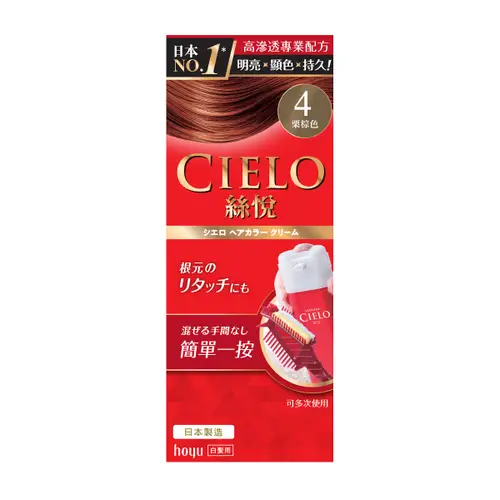 日本
NO.1*
高滲透專業配方
明亮×顯色×持久!
4
栗棕色
CIELO
絲悅
シエロ ヘアカラー クリーム
根元の
リタッチにも
CIELO
混ぜる手間なし
簡單一按
可多次使用
日本製造
hoyu 白髮用